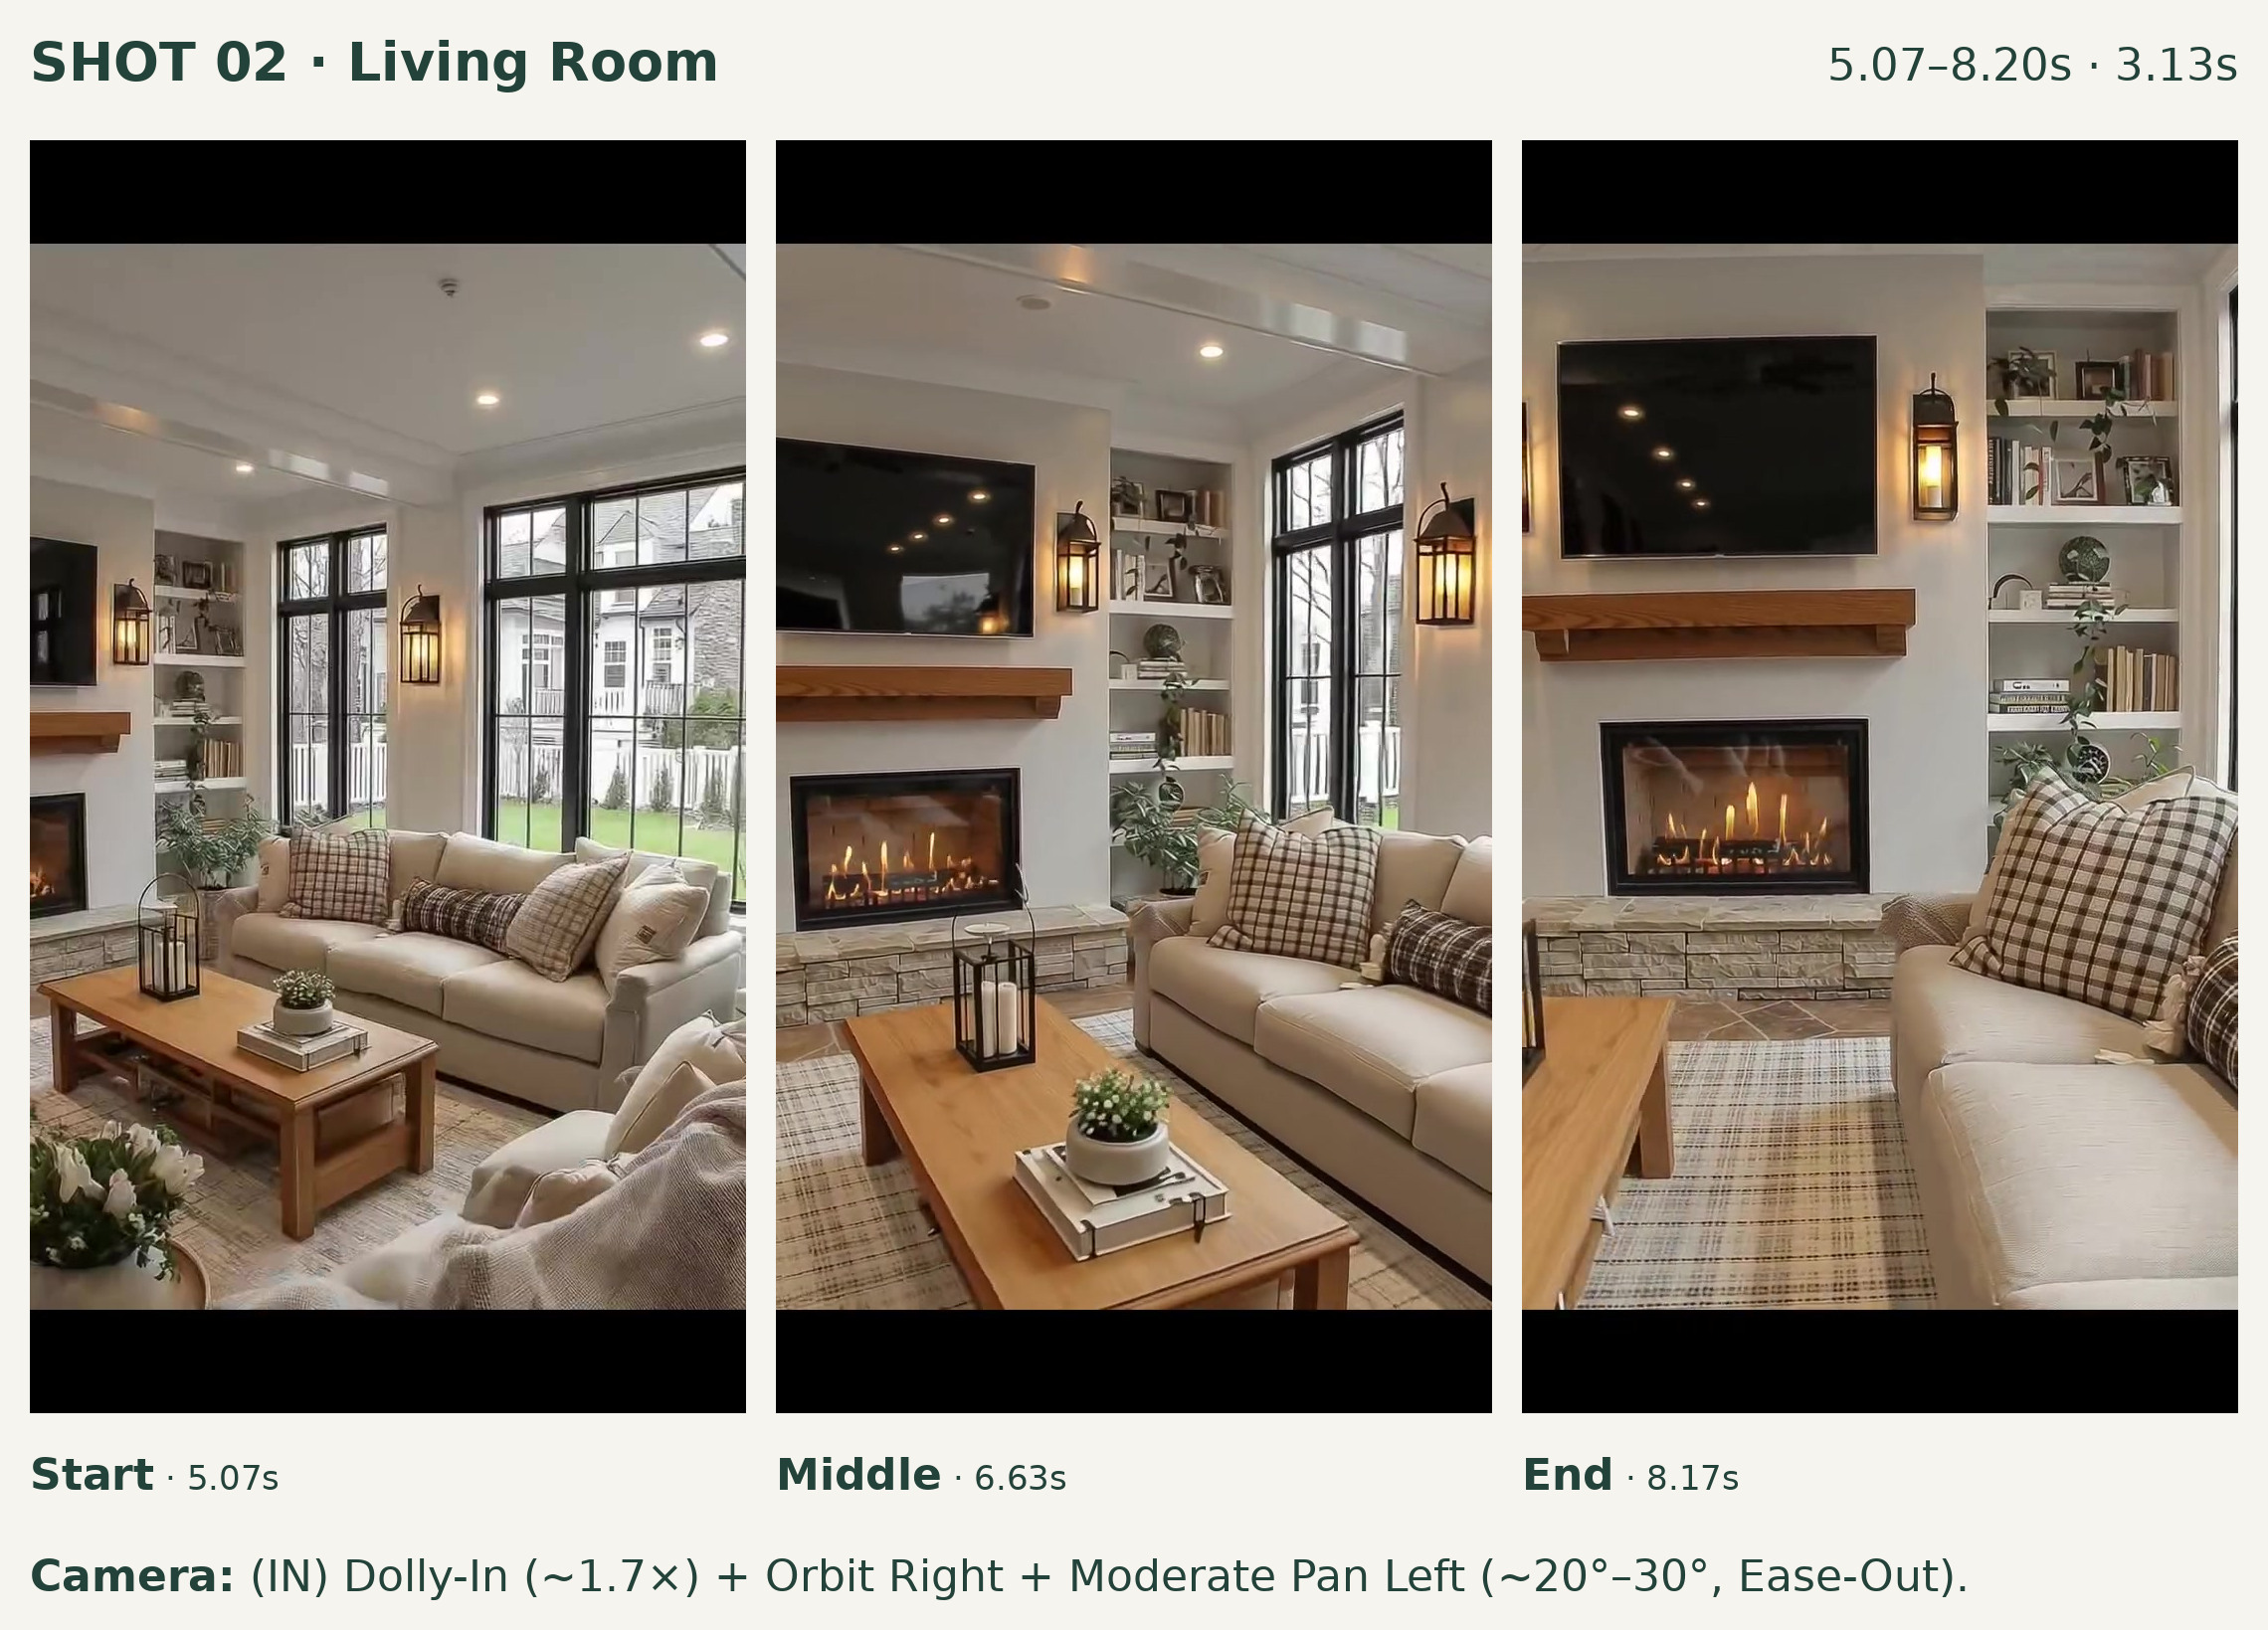 SHOT 02 · Living Room
5.07–8.20s · 3.13s
Start · 5.07s
Middle · 6.63s
End · 8.17s
Camera: (IN) Dolly-In (~1.7×) + Orbit Right + Moderate Pan Left (~20°–30°, Ease-Out).